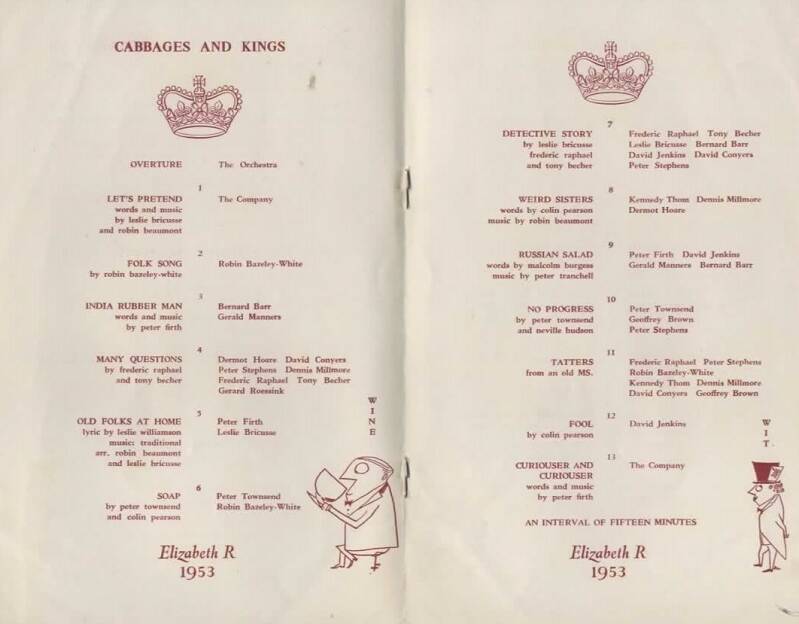 CABBAGES AND KINGS
OVERTURE The Orchestra
1
LET'S PRETEND The Company
words and music
by leslie bricusse
and robin beaumont
2
FOLK SONG Robin Bazeley-White
by robin bazeley-white
3
INDIA RUBBER MAN Bernard Barr
words and music Gerald Manners
by peter firth
4
MANY QUESTIONS Dermot Hoare David Conyers
by frederic raphael Peter Stephens Dennis Millmore
and tony becher Frederic Raphael Tony Becher
Gerard Roessink
5
OLD FOLKS AT HOME Peter Firth
lyric by leslie williamson Leslie Bricusse
music: traditional
arr. robin beaumont
and leslie bricusse
6
SOAP Peter Townsend
by peter townsend Robin Bazeley-White
and colin pearson
W
I
N
E
Elizabeth R
1953
7
DETECTIVE STORY Frederic Raphael Tony Becher
by leslie bricusse Leslie Bricusse Bernard Barr
frederic raphael David Jenkins David Conyers
and tony becher Peter Stephens
8
WEIRD SISTERS Kennedy Thom Dennis Millmore
words by colin pearson Dermot Hoare
music by robin beaumont
9
RUSSIAN SALAD Peter Firth David Jenkins
words by malcolm burgess Gerald Manners Bernard Barr
music by peter tranchell
10
NO PROGRESS Peter Townsend
by peter townsend Geoffrey Brown
and neville hudson Peter Stephens
11
TATTERS Frederic Raphael Peter Stephens
from an old MS. Robin Bazeley-White
Kennedy Thom Dennis Millmore
David Conyers Geoffrey Brown
12
FOOL David Jenkins
by colin pearson
13
CURIOUSER AND The Company
CURIOUSER
words and music
by peter firth
W
I
T
AN INTERVAL OF FIFTEEN MINUTES
Elizabeth R
1953